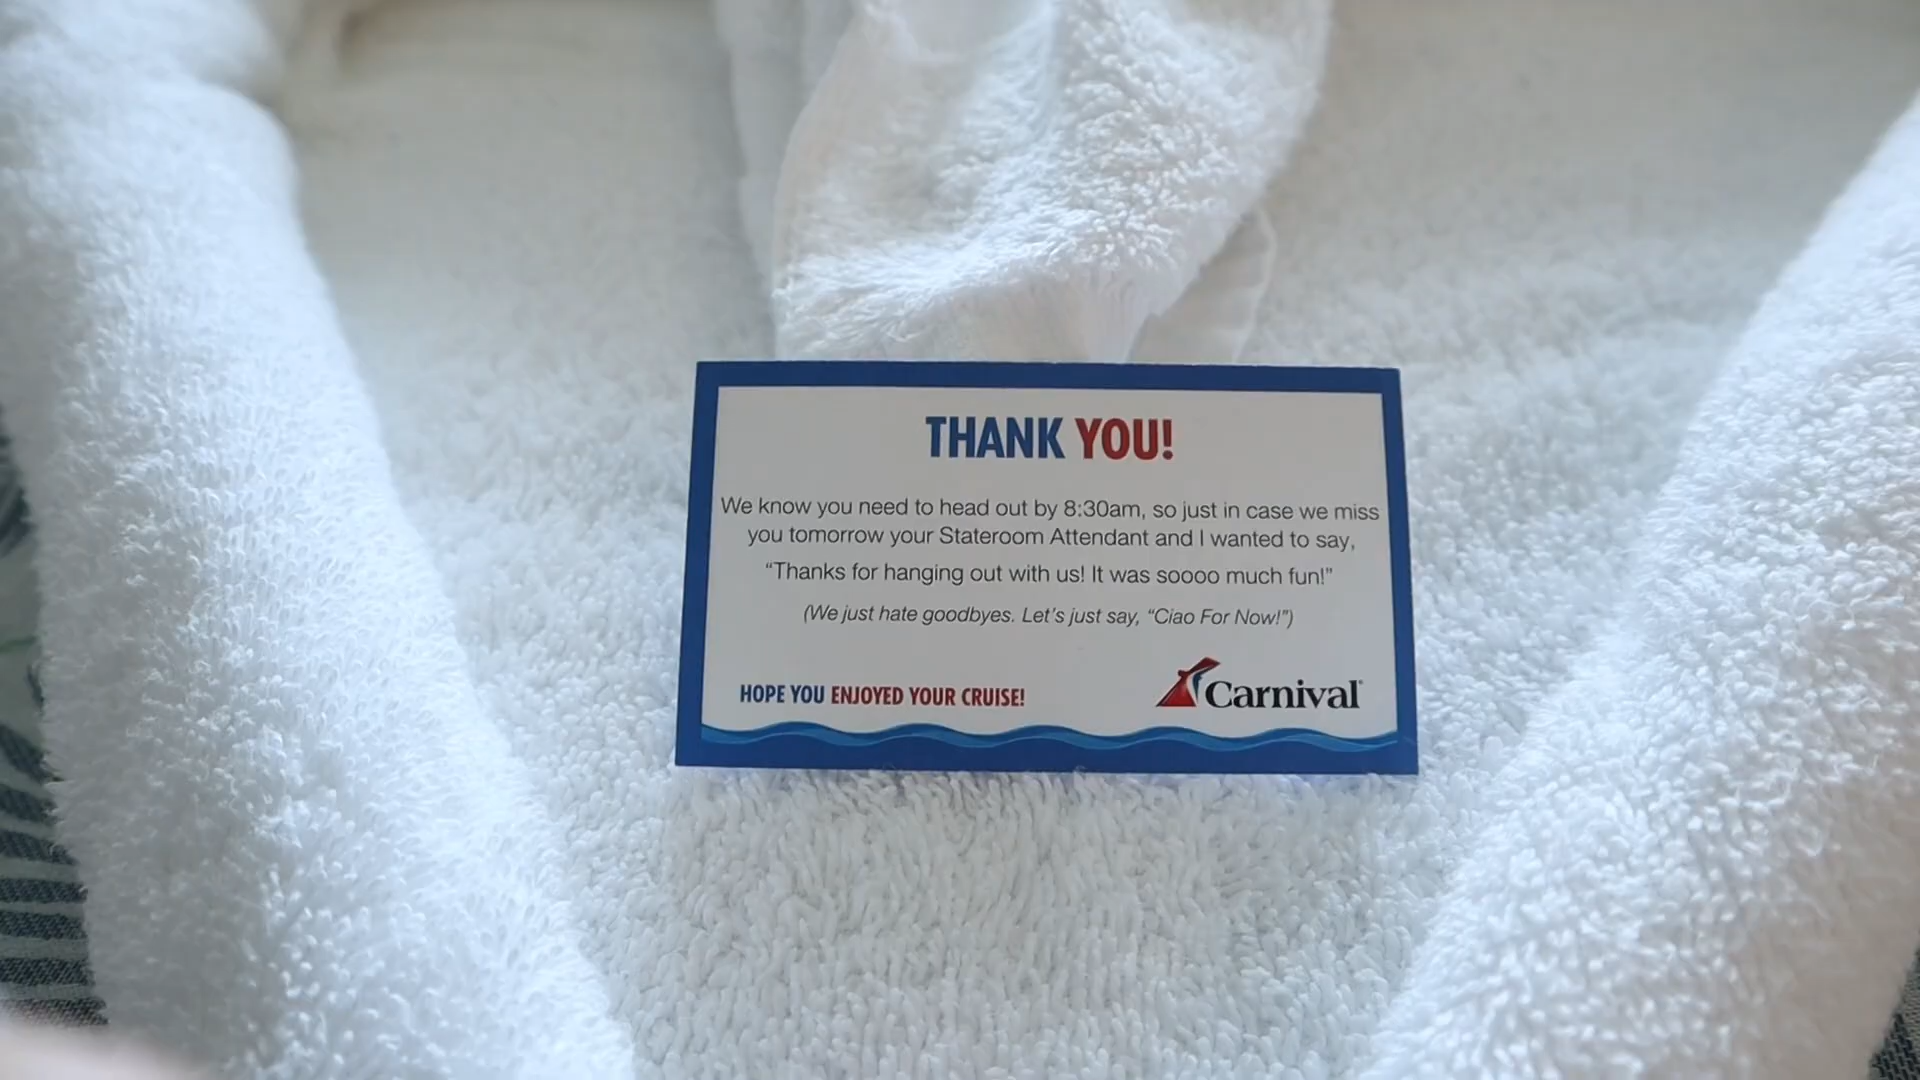 THANK YOU!
We know you need to head out by 8:30am, so just in case we miss
you tomorrow your Stateroom Attendant and I wanted to say,
“Thanks for hanging out with us! It was soooo much fun!”
(We just hate goodbyes. Let’s just say, “Ciao For Now!”)
HOPE YOU ENJOYED YOUR CRUISE!
Carnival